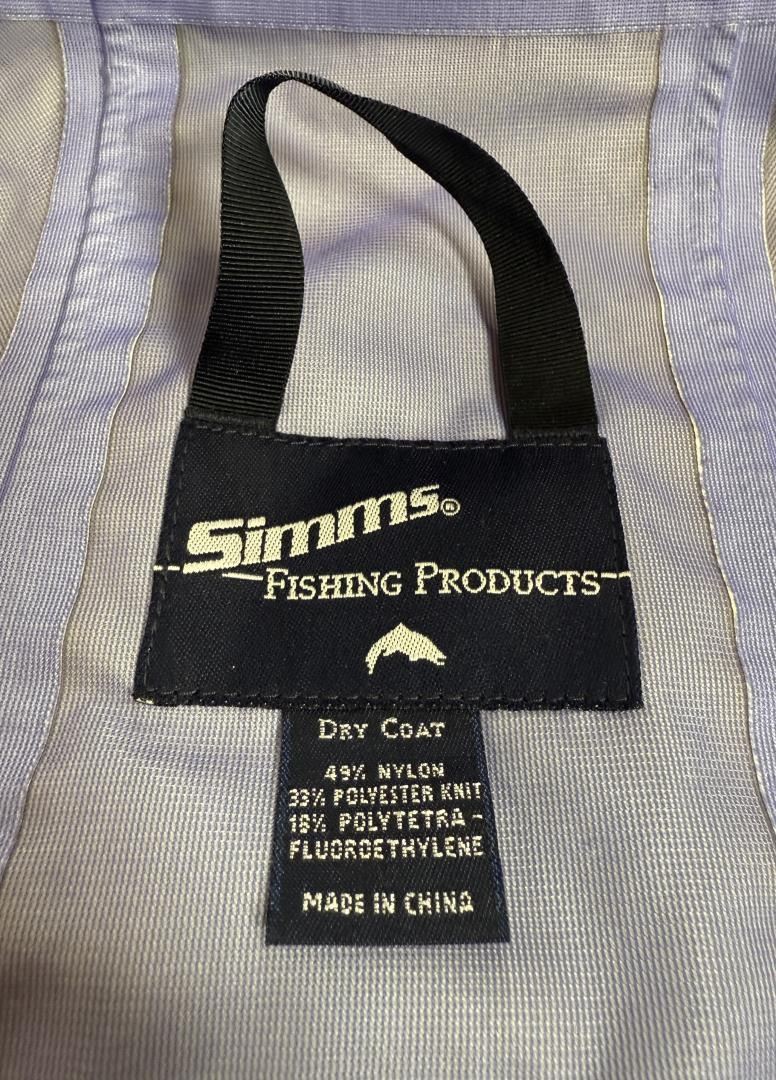 Simms®
FISHING PRODUCTS
DRY COAT
49% NYLON
33% POLYESTER KNIT
18% POLYTETRA-
FLUOROETHYLENE
MADE IN CHINA